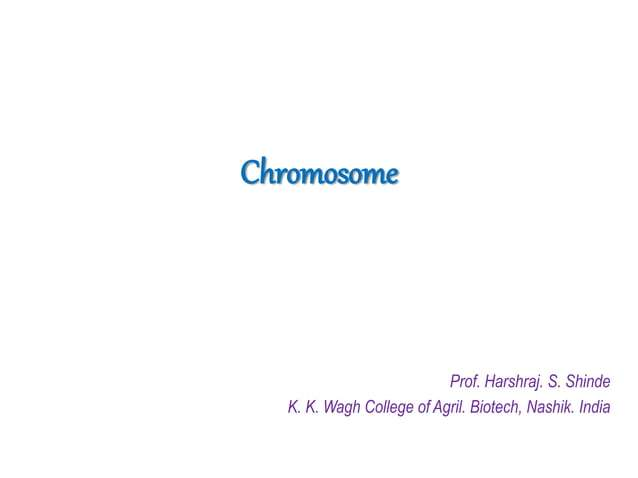 Chromosome
Prof. Harshraj. S. Shinde
K. K. Wagh College of Agril. Biotech, Nashik. India